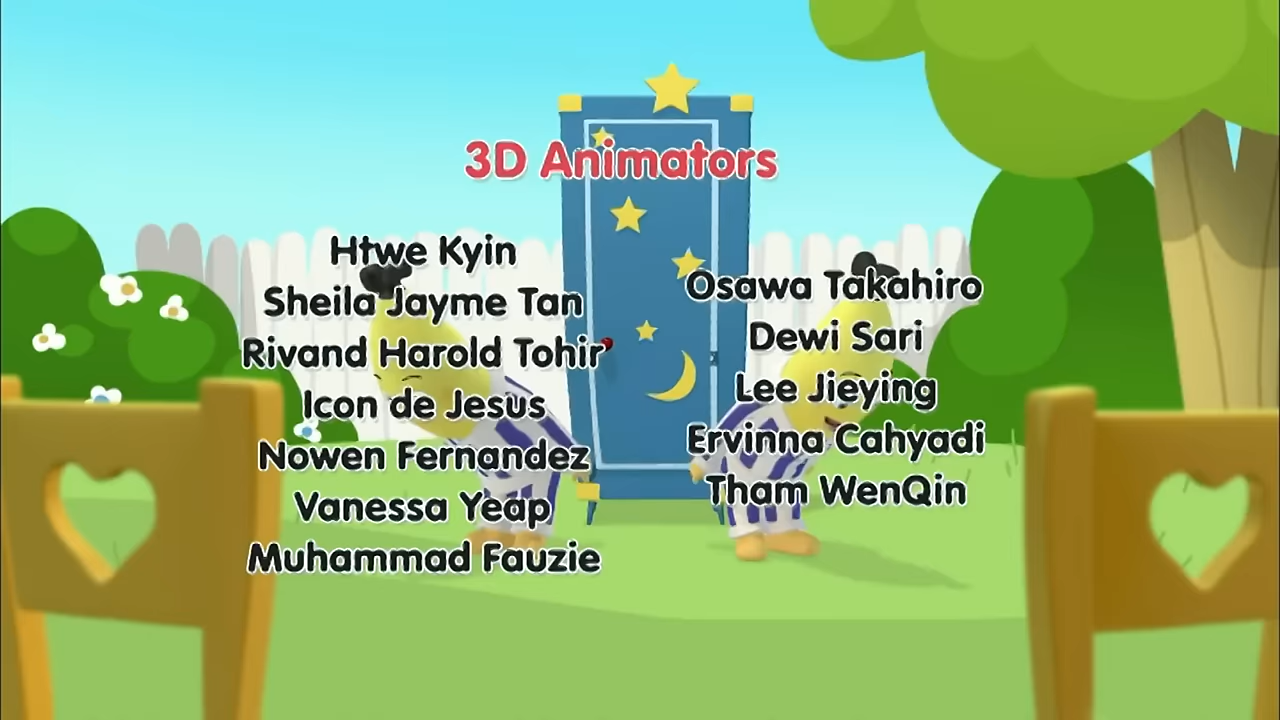 3D Animators
Htwe Kyin
Sheila Jayme Tan
Rivand Harold Tohir
Icon de Jesus
Nowen Fernandez
Vanessa Yeap
Muhammad Fauzie
Osawa Takahiro
Dewi Sari
Lee Jieying
Ervinna Cahyadi
Tham WenQin